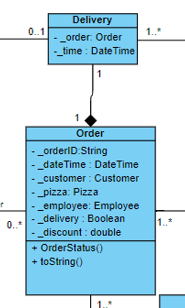 Delivery
0..1
- _order: Order
1..*
- _time : DateTime
1
1
Order
- _orderID:String
- _dateTime : DateTime
- _customer : Customer
- _pizza: Pizza
- _employee: Employee
- _delivery : Boolean
0..*
- _discount : double
0..*
+ OrderStatus()
+ toString()
1..*